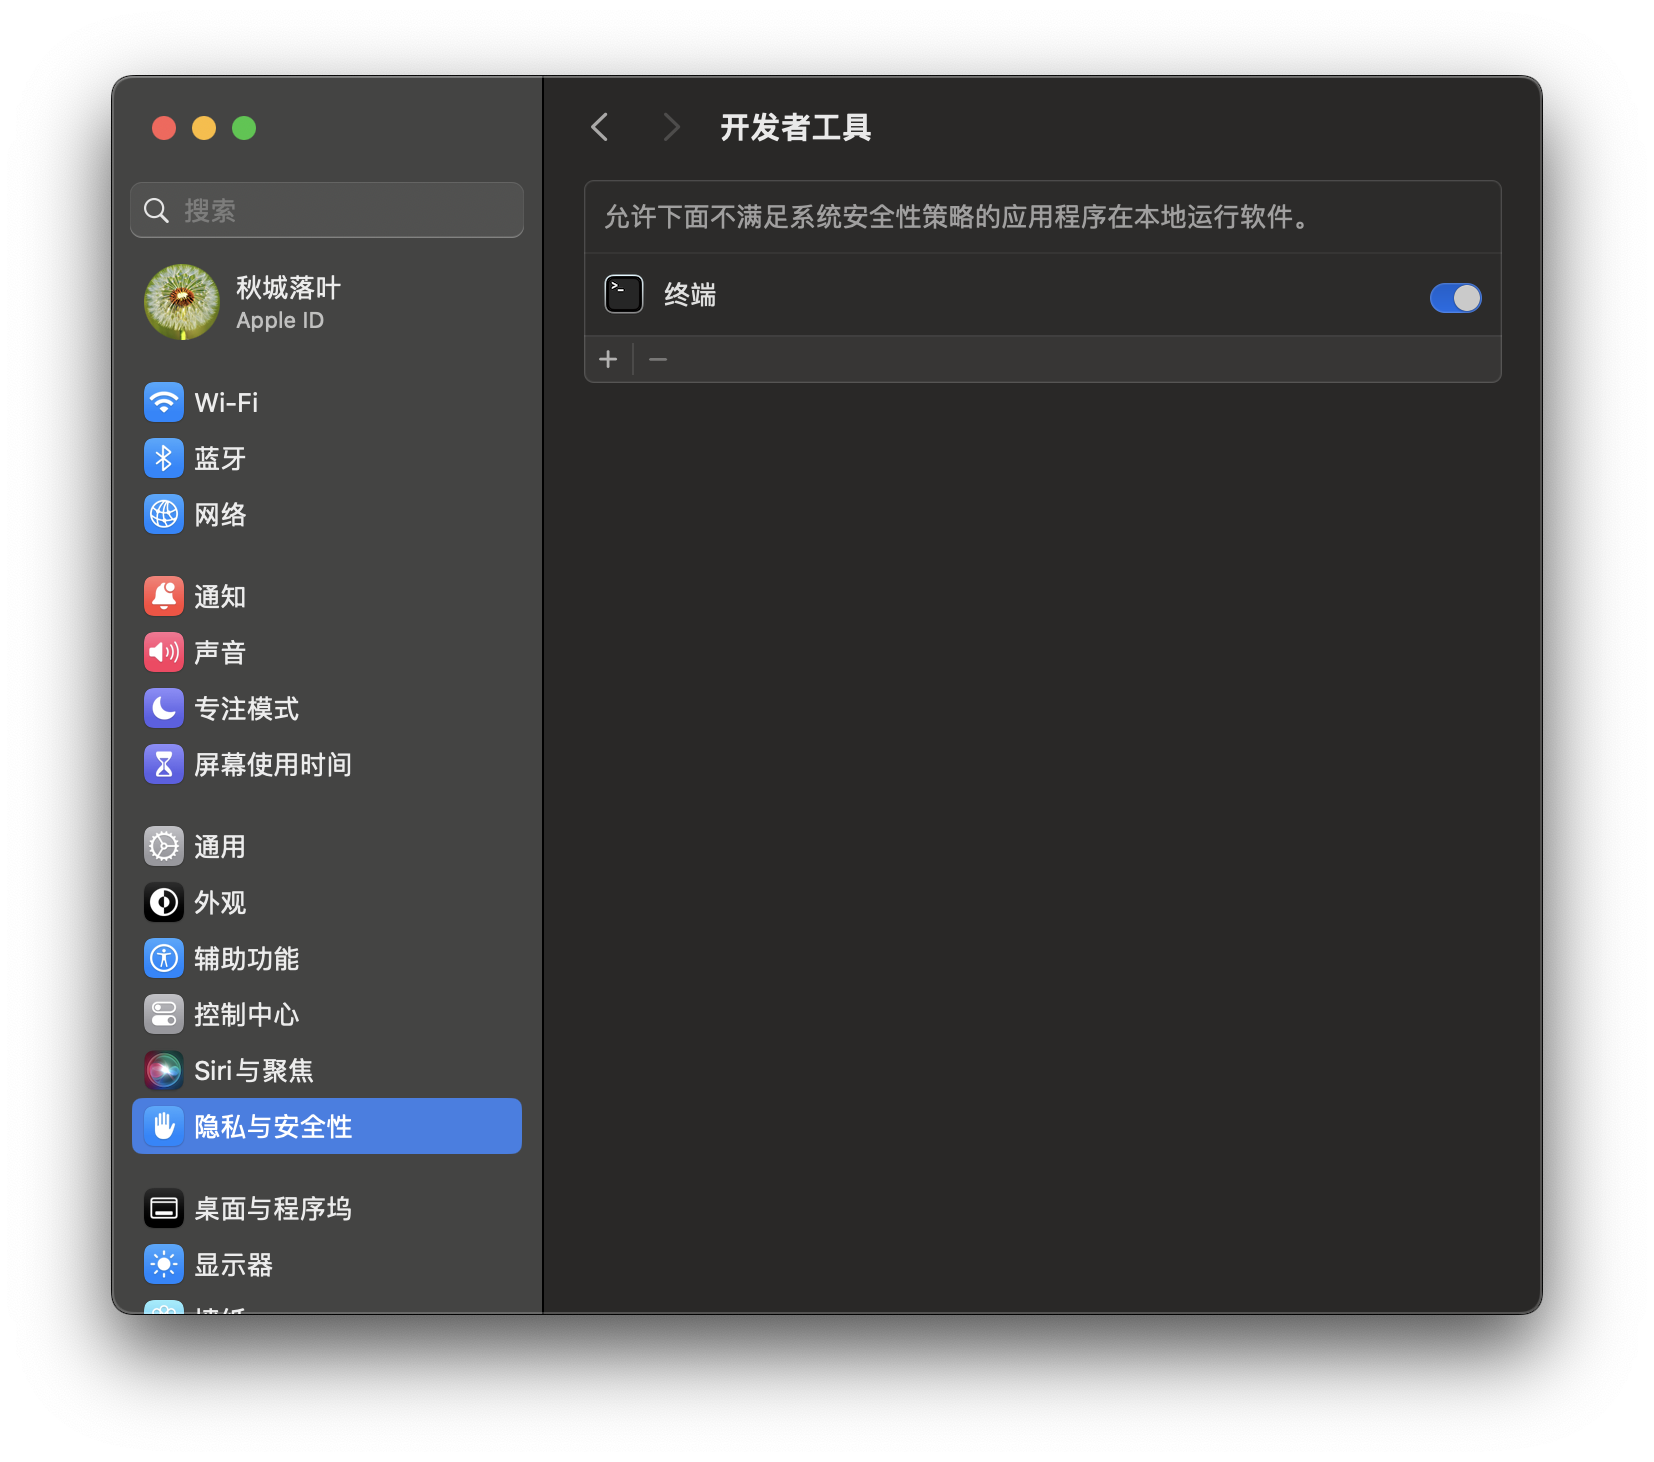 开发者工具
搜索
允许下面不满足系统安全性策略的应用程序在本地运行软件。
终端
秋城落叶
Apple ID
Wi-Fi
蓝牙
网络
通知
声音
专注模式
屏幕使用时间
通用
外观
辅助功能
控制中心
Siri与聚焦
隐私与安全性
桌面与程序坞
显示器